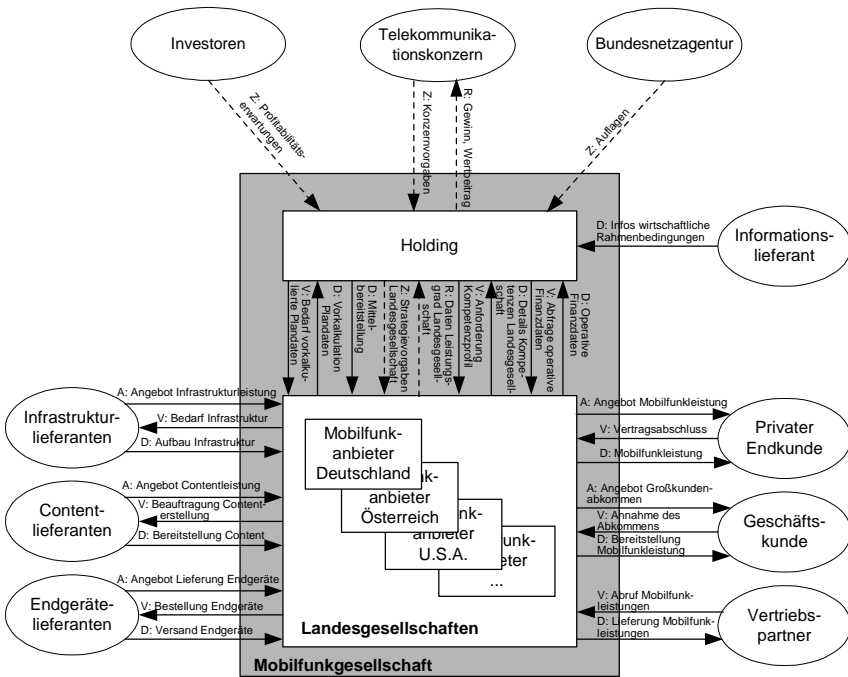 Investoren
Telekommunika-
tionskonzern
Bundesnetzagentur
Z: Profitabilitäts-
erwartungen
Z: Konzernvorgaben
R: Gewinn, Wertbeitrag
Z: Auflagen
Holding
D: Infos wirtschaftliche
Rahmenbedingungen
Informations-
lieferant
V: Bedarf vorkalku-
lierte Plandaten
D: Vorkalkulation
Plandaten
D: Mittel-
bereitstellung
Z: Strategievorgaben
Landesgesellschaft
R: Daten Leistungs-
grad Landesgesell-
schaft
V: Anforderung
Kompetenzprofil
D: Details Kompe-
tenzen Landesgesell-
schaft
V: Abfrage operative
Finanzdaten
D: Operative
Finanzdaten
A: Angebot Infrastrukturleistung
Infrastruktur-
lieferanten
V: Bedarf Infrastruktur
D: Aufbau Infrastruktur
A: Angebot Contentleistung
Content-
lieferanten
V: Beauftragung Content-
erstellung
D: Bereitstellung Content
A: Angebot Lieferung Endgeräte
Endgeräte-
lieferanten
V: Bestellung Endgeräte
D: Versand Endgeräte
Mobilfunk-
anbieter
Deutschland
nk-
anbieter
Österreich
nk-
anbieter
U.S.A.
funk-
eter
...
Landesgesellschaften
Mobilfunkgesellschaft
A: Angebot Mobilfunkleistung
V: Vertragsabschluss
D: Mobilfunkleistung
Privater
Endkunde
A: Angebot Großkunden-
abkommen
V: Annahme des
Abkommens
D: Bereitstellung
Mobilfunkleistung
Geschäfts-
kunde
V: Abruf Mobilfunk-
leistungen
D: Lieferung Mobilfunk-
leistungen
Vertriebs-
partner